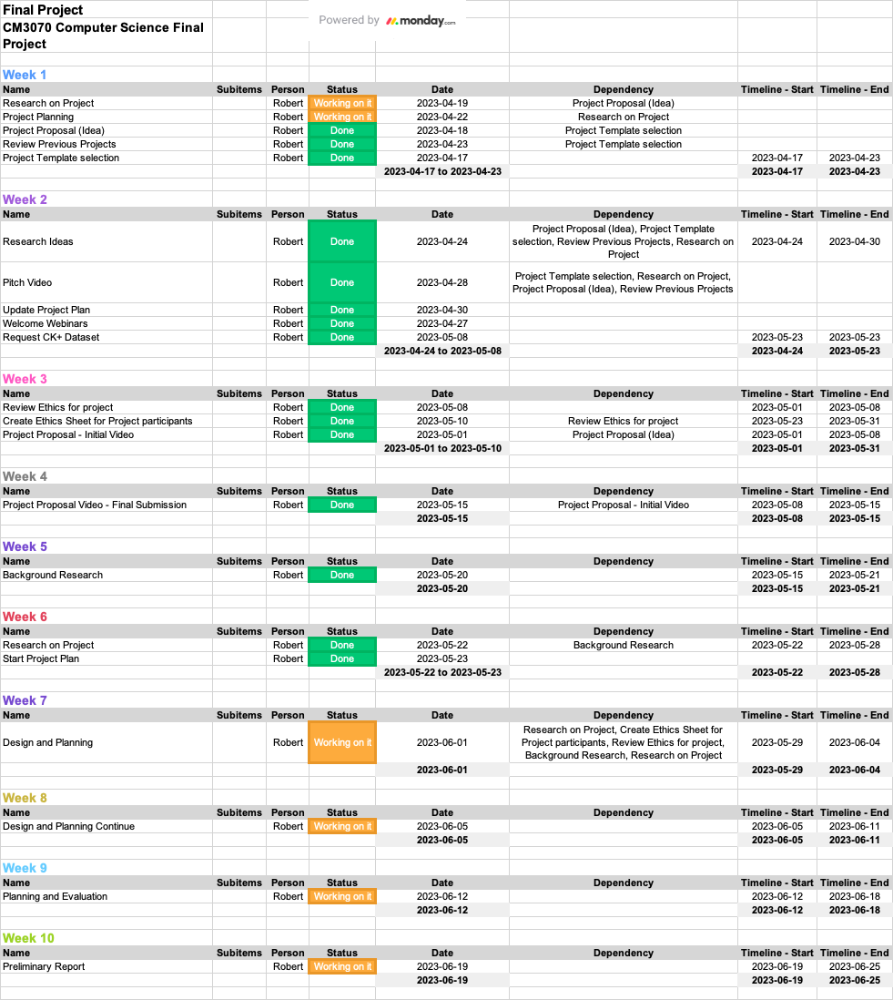 Final Project
Powered by monday.com
CM3070 Computer Science Final
Project
Week 1
Name Subitems Person Status Date Dependency Timeline - Start Timeline - End
Research on Project Robert Working on it 2023-04-19 Project Proposal (Idea)
Project Planning Robert Working on it 2023-04-22 Research on Project
Project Proposal (Idea) Robert Done 2023-04-18 Project Template selection
Review Previous Projects Robert Done 2023-04-23 Project Template selection
Project Template selection Robert Done 2023-04-17 2023-04-17 2023-04-23
2023-04-17 to 2023-04-23 2023-04-17 2023-04-23
Week 2
Name Subitems Person Status Date Dependency Timeline - Start Timeline - End
Research Ideas Robert Done 2023-04-24 Project Proposal (Idea), Project Template
selection, Review Previous Projects, Research on
Project 2023-04-24 2023-04-30
Pitch Video Robert Done 2023-04-28 Project Template selection, Research on Project,
Project Proposal (Idea), Review Previous Projects
Update Project Plan Robert Done 2023-04-30
Welcome Webinars Robert Done 2023-04-27
Request CK+ Dataset Robert Done 2023-05-08 2023-05-23 2023-05-23
2023-04-24 to 2023-05-08 2023-04-24 2023-05-23
Week 3
Name Subitems Person Status Date Dependency Timeline - Start Timeline - End
Review Ethics for project Robert Done 2023-05-08 2023-05-01 2023-05-08
Create Ethics Sheet for Project participants Robert Done 2023-05-10 Review Ethics for project 2023-05-23 2023-05-31
Project Proposal - Initial Video Robert Done 2023-05-01 Project Proposal (Idea) 2023-05-01 2023-05-08
2023-05-01 to 2023-05-10 2023-05-01 2023-05-31
Week 4
Name Subitems Person Status Date Dependency Timeline - Start Timeline - End
Project Proposal Video - Final Submission Robert Done 2023-05-15 Project Proposal - Initial Video 2023-05-08 2023-05-15
2023-05-15 2023-05-08 2023-05-15
Week 5
Name Subitems Person Status Date Dependency Timeline - Start Timeline - End
Background Research Robert Done 2023-05-20 2023-05-15 2023-05-21
2023-05-20 2023-05-15 2023-05-21
Week 6
Name Subitems Person Status Date Dependency Timeline - Start Timeline - End
Research on Project Robert Done 2023-05-22 Background Research 2023-05-22 2023-05-28
Start Project Plan Robert Done 2023-05-23
2023-05-22 to 2023-05-23 2023-05-22 2023-05-28
Week 7
Name Subitems Person Status Date Dependency Timeline - Start Timeline - End
Design and Planning Robert Working on it 2023-06-01 Research on Project, Create Ethics Sheet for
Project participants, Review Ethics for project,
Background Research, Research on Project 2023-05-29 2023-06-04
2023-06-01 2023-05-29 2023-06-04
Week 8
Name Subitems Person Status Date Dependency Timeline - Start Timeline - End
Design and Planning Continue Robert Working on it 2023-06-05 2023-06-05 2023-06-11
2023-06-05 2023-06-05 2023-06-11
Week 9
Name Subitems Person Status Date Dependency Timeline - Start Timeline - End
Planning and Evaluation Robert Working on it 2023-06-12 2023-06-12 2023-06-18
2023-06-12 2023-06-12 2023-06-18
Week 10
Name Subitems Person Status Date Dependency Timeline - Start Timeline - End
Preliminary Report Robert Working on it 2023-06-19 2023-06-19 2023-06-25
2023-06-19 2023-06-19 2023-06-25